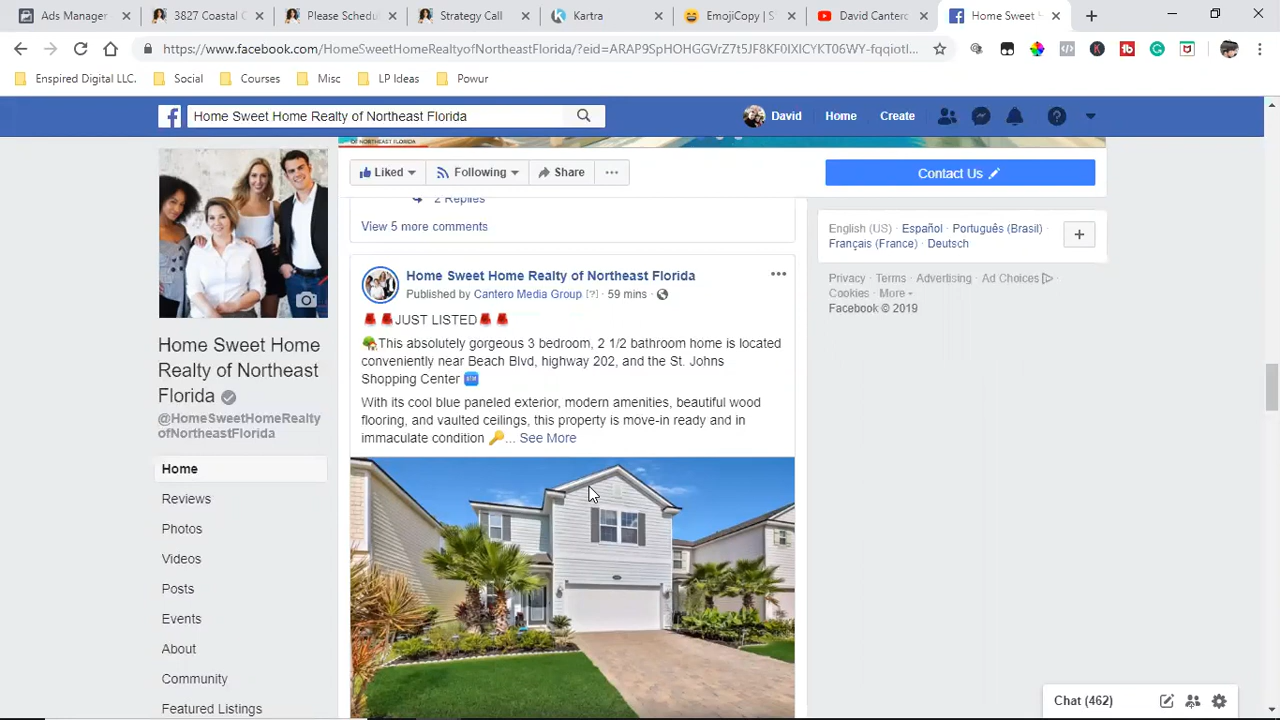 Ads Manager
3827 Coastal C
Please Schedu
Strategy Call
Kartra
EmojiCopy | S
David Canter
Home Sweet H
https://www.facebook.com/HomeSweetHomeRealtyofNortheastFlorida/
Enspired Digital LLC.
Social
Courses
Misc
LP Ideas
Powur
Home Sweet Home Realty of Northeast Florida
David
Home
Create
OF NORTHEAST FLORIDA
Liked
Following
Share
Contact Us
2 Replies
View 5 more comments
English (US) · Español · Português (Brasil) ·
Français (France) · Deutsch
Privacy · Terms · Advertising · Ad Choices
Cookies · More
Facebook © 2019
Home Sweet Home
Realty of Northeast
Florida
@HomeSweetHomeRealty
ofNortheastFlorida
Home
Reviews
Photos
Videos
Posts
Events
About
Community
Featured Listings
Home Sweet Home Realty of Northeast Florida
Published by Cantero Media Group [?] · 59 mins ·
JUST LISTED
This absolutely gorgeous 3 bedroom, 2 1/2 bathroom home is located
conveniently near Beach Blvd, highway 202, and the St. Johns
Shopping Center
With its cool blue paneled exterior, modern amenities, beautiful wood
flooring, and vaulted ceilings, this property is move-in ready and in
immaculate condition 🔑... See More
Chat (462)